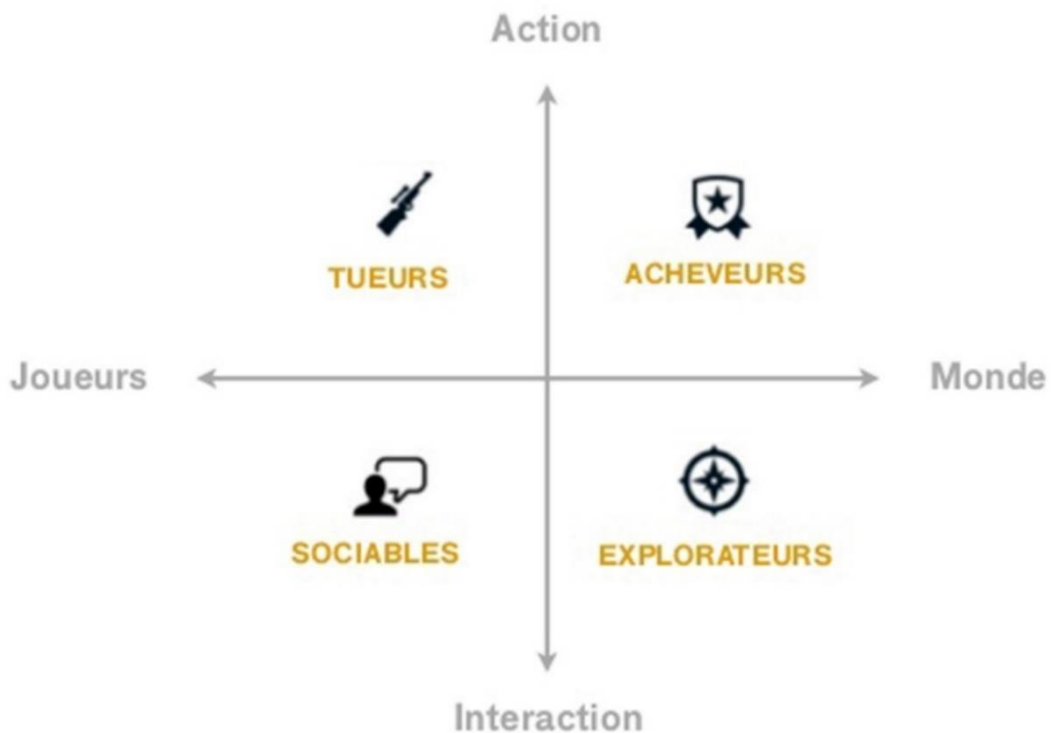 Action
TUEURS
ACHEVEURS
Joueurs
Monde
SOCIABLES
EXPLORATEURS
Interaction